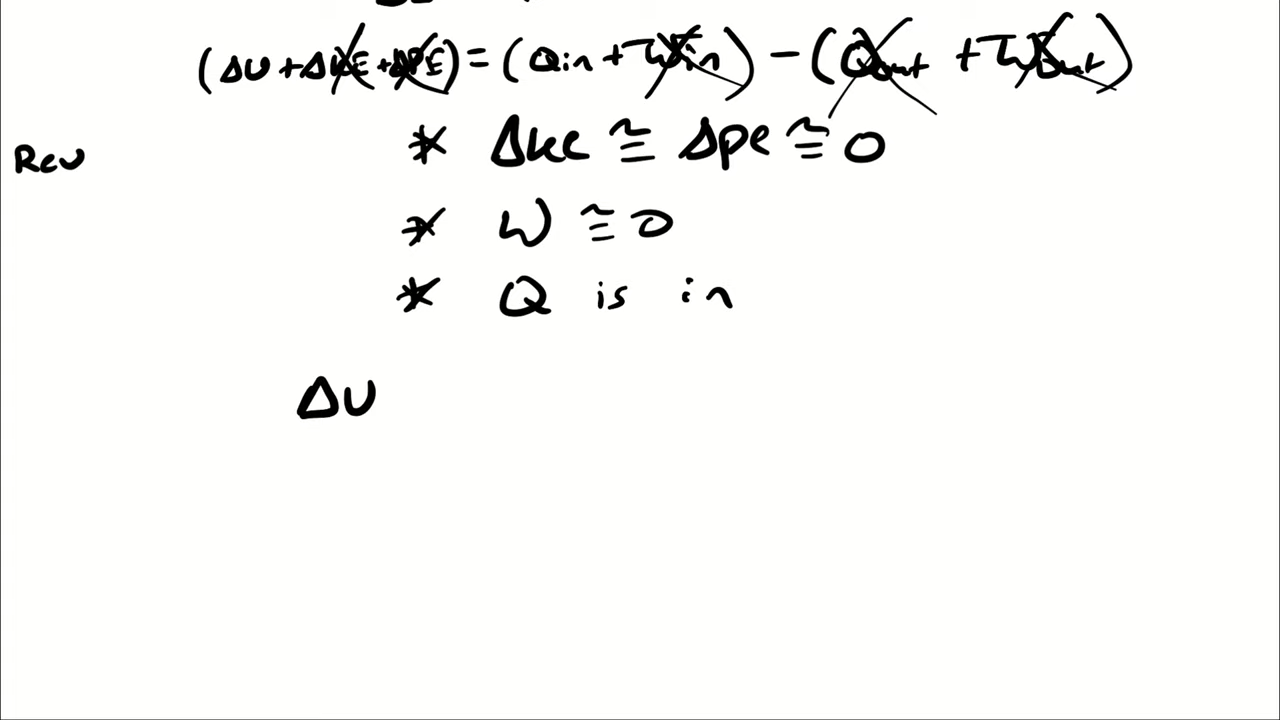 (ΔU + ΔKE + ΔPE) = (Qin + Win) - (Qout + Wout)
* Δke ≅ Δpe ≅ 0
Rev
* W ≅ 0
* Q is in
ΔU